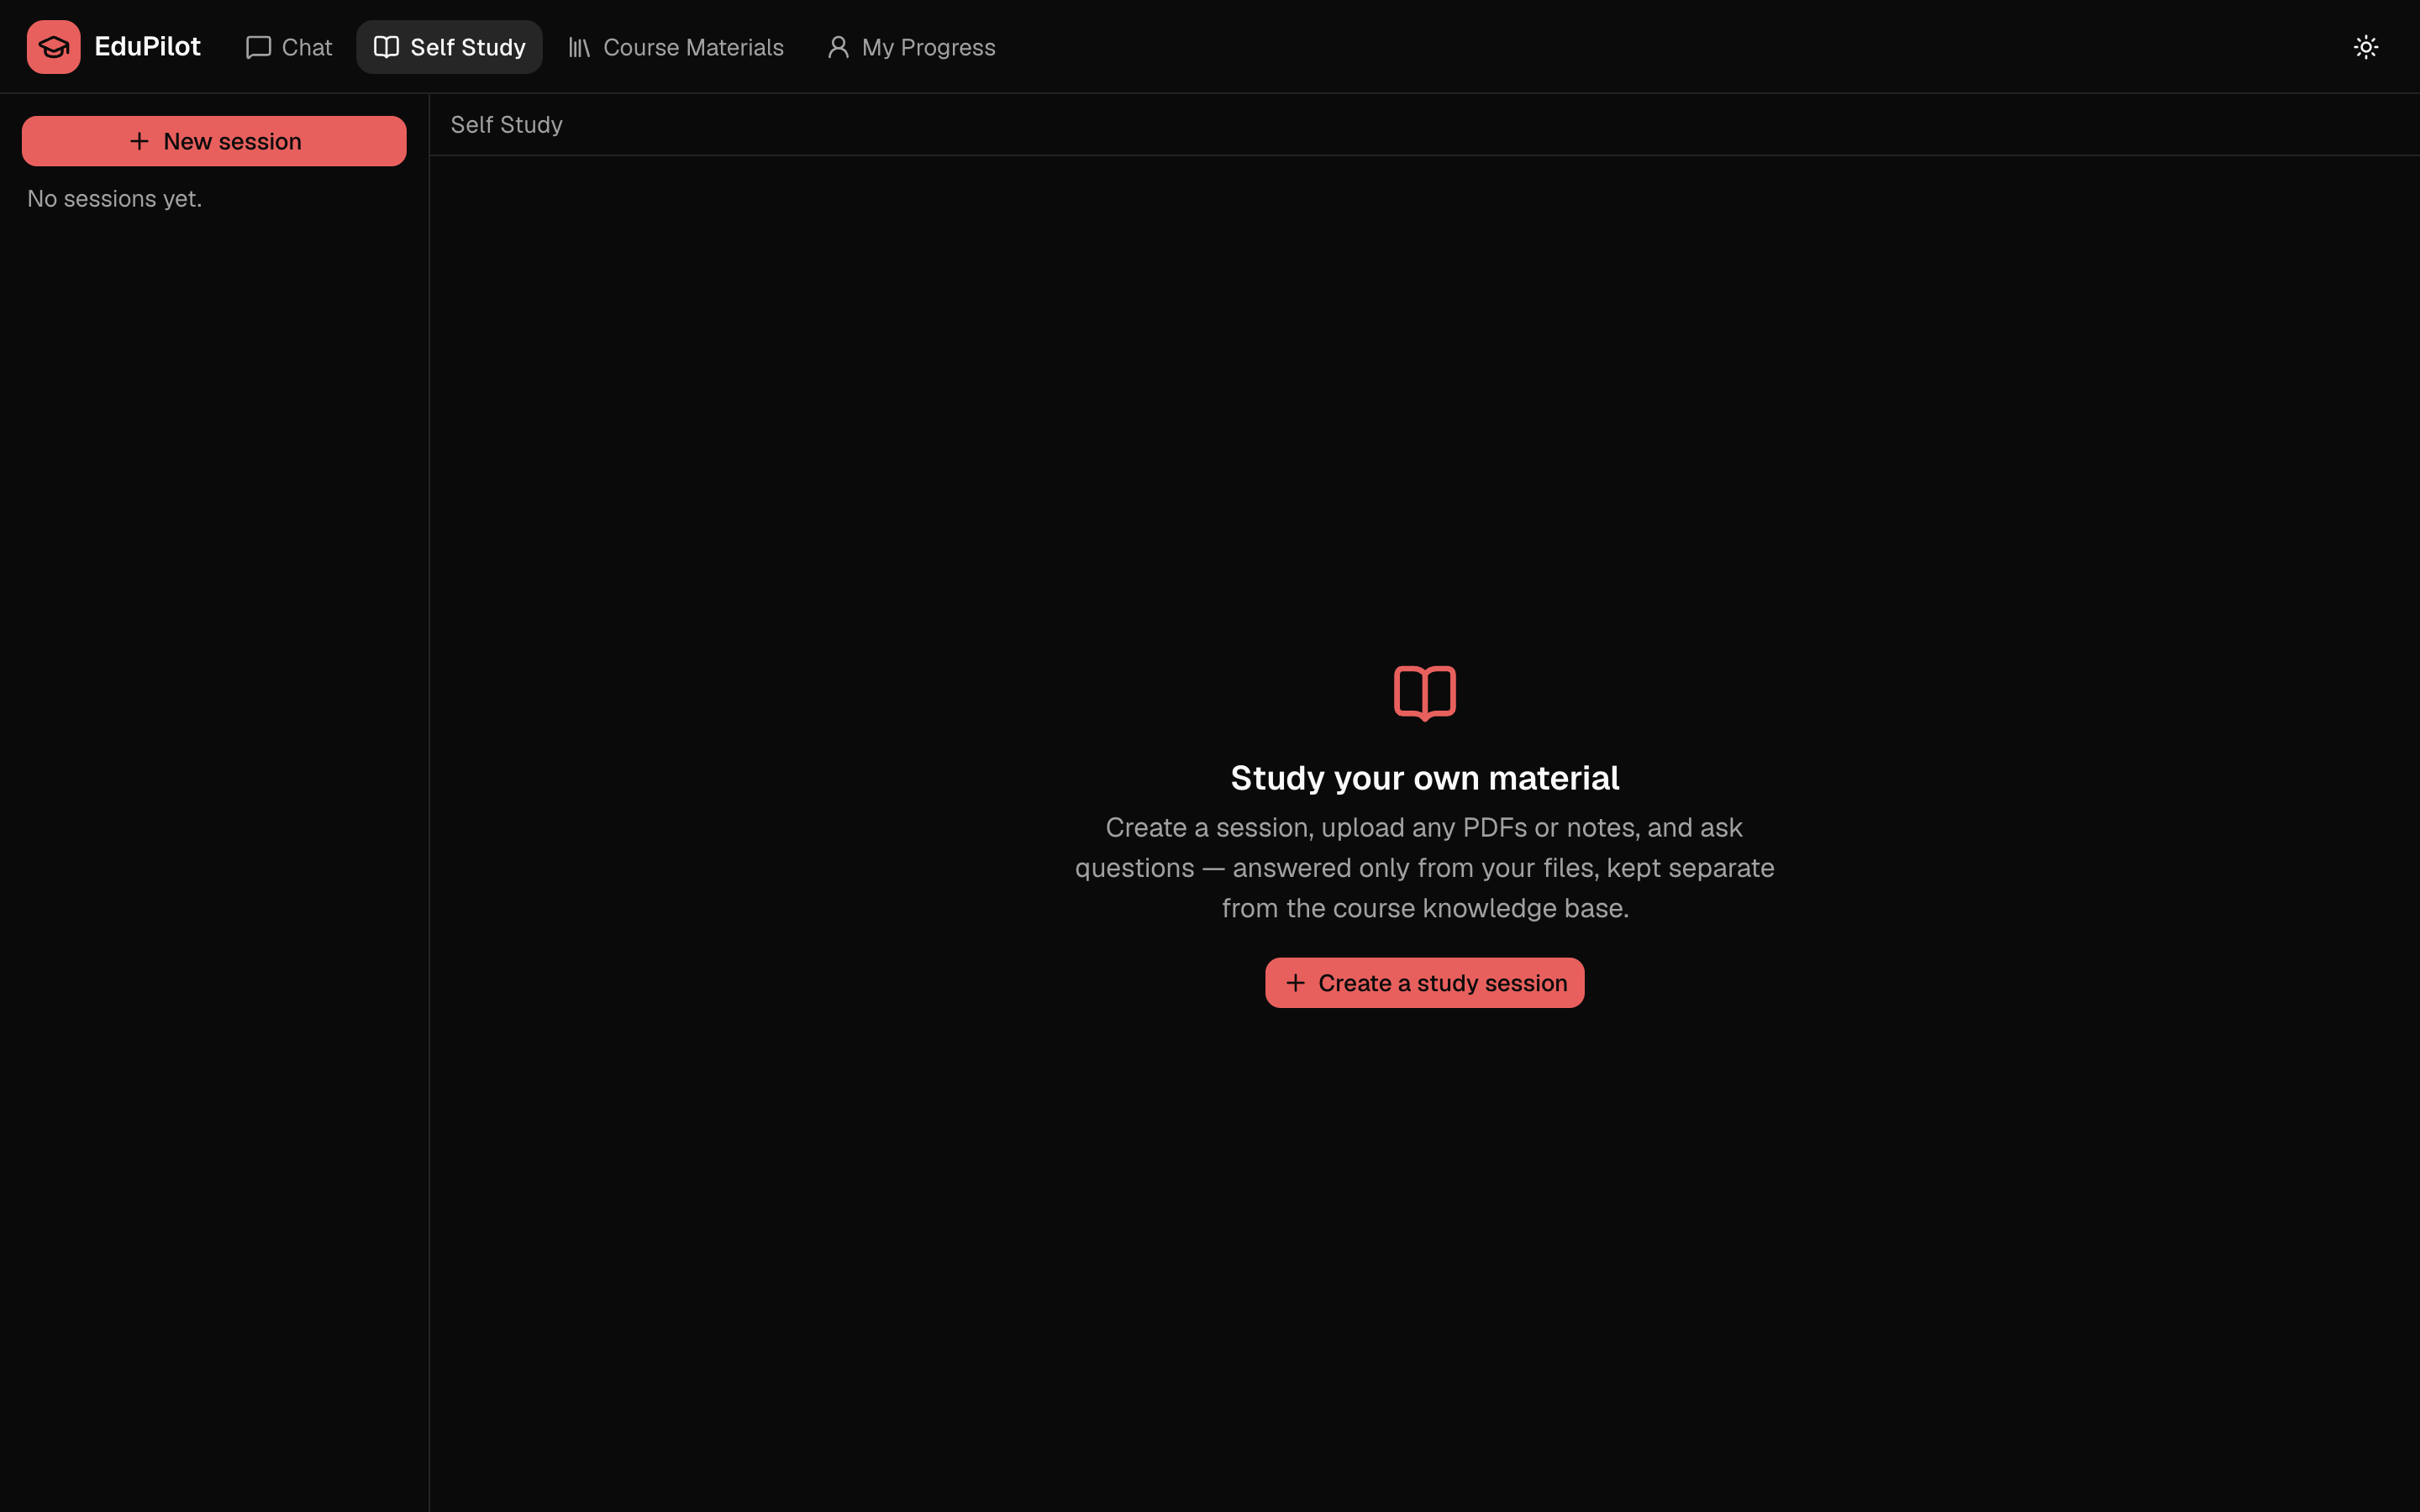 EduPilot
Chat
Self Study
Course Materials
My Progress
New session
No sessions yet.
Self Study
Study your own material
Create a session, upload any PDFs or notes, and ask
questions — answered only from your files, kept separate
from the course knowledge base.
Create a study session